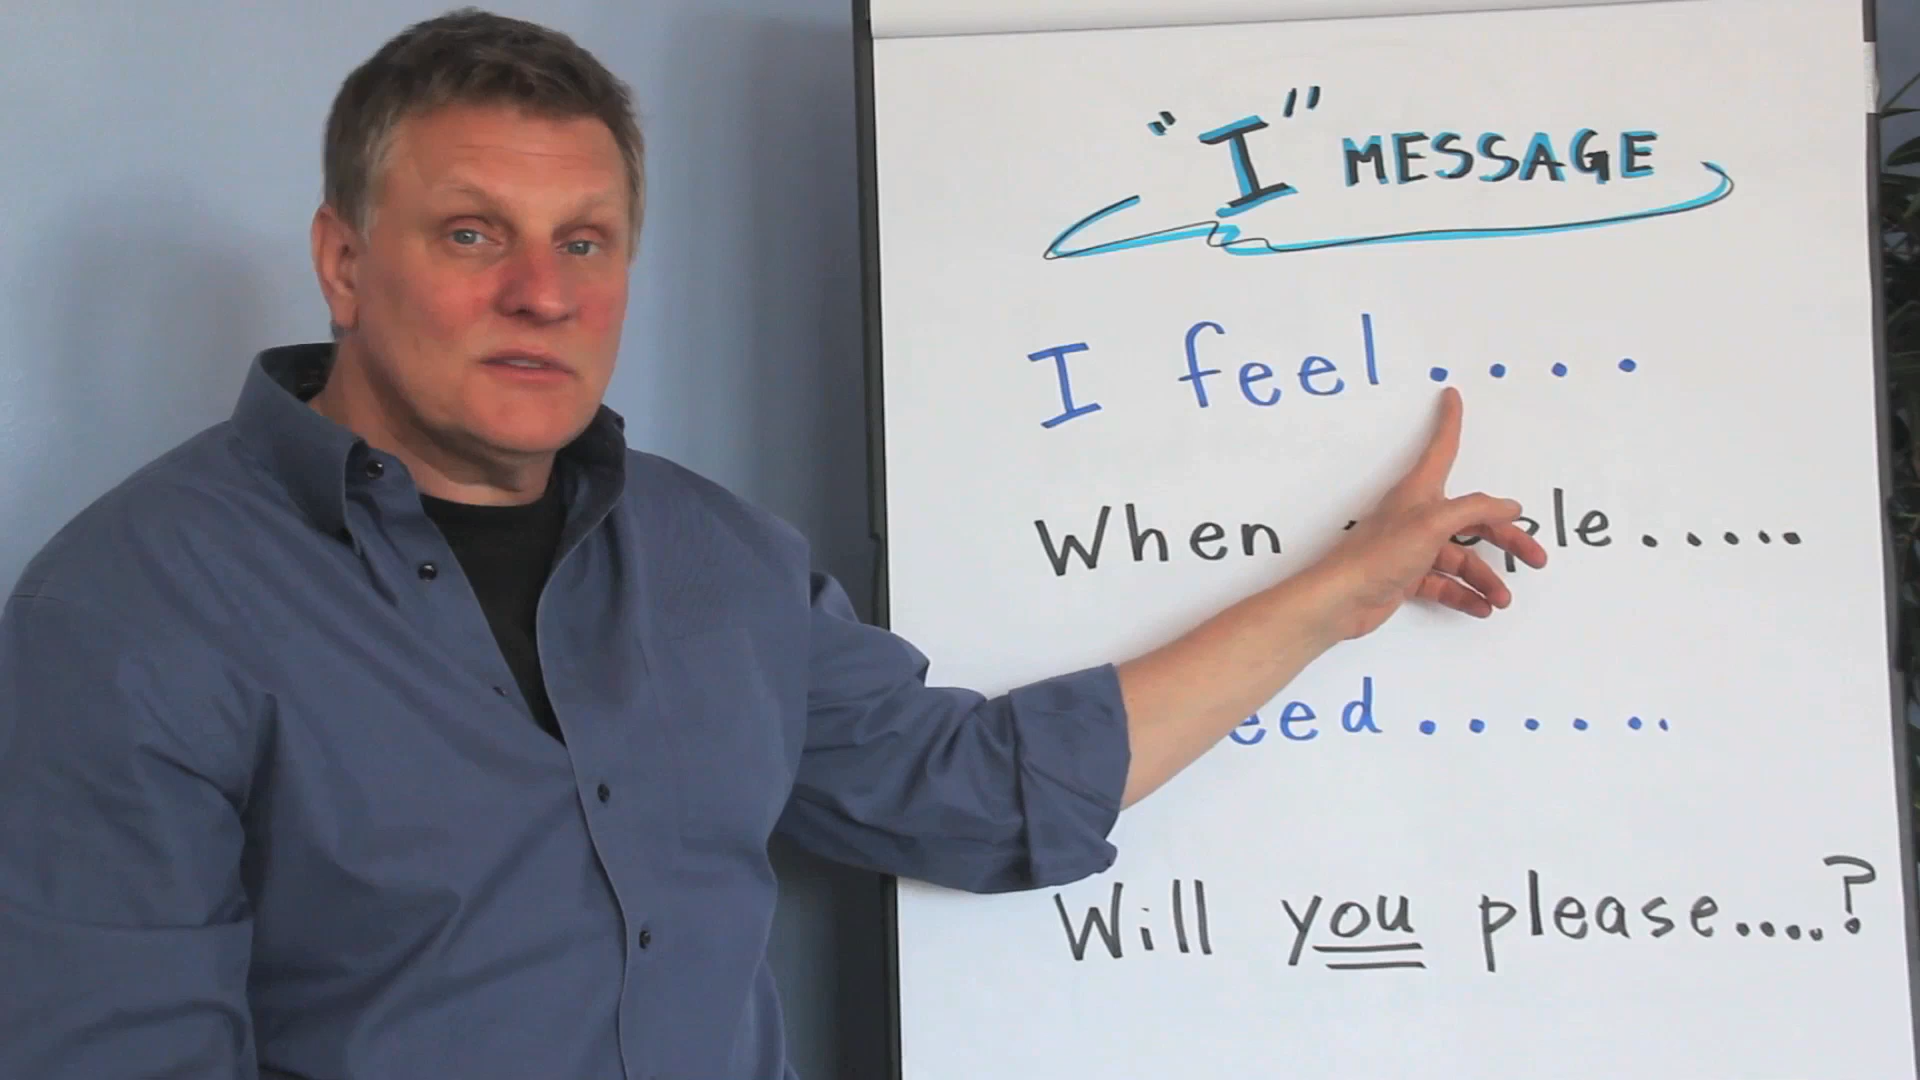 "I" MESSAGE
I feel....
When .....
......
Will you please....?